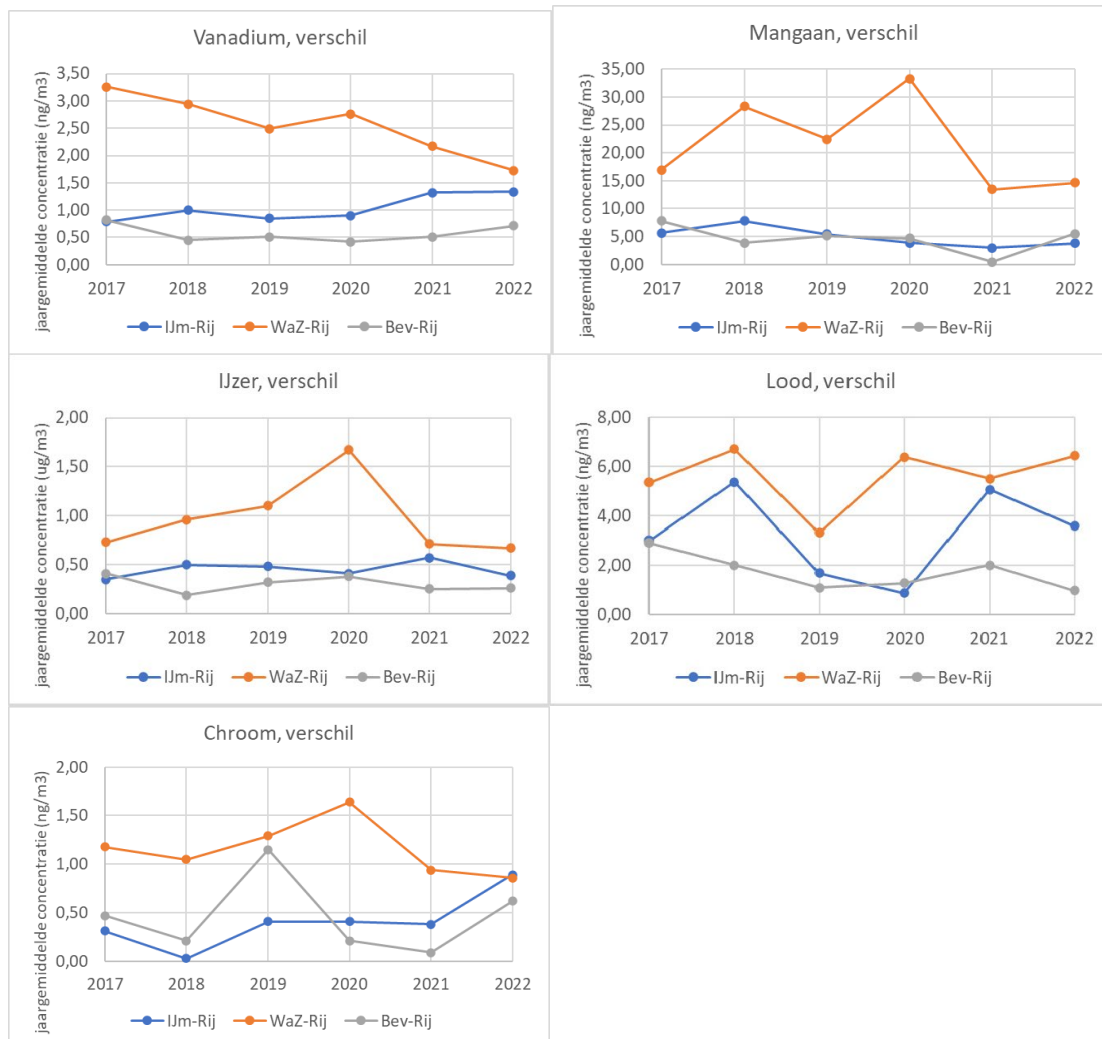 Vanadium, verschil
jaargemiddelde concentratie (ng/m3)
3,50
3,00
2,50
2,00
1,50
1,00
0,50
0,00
2017 2018 2019 2020 2021 2022
IJm-Rij WaZ-Rij Bev-Rij
Mangaan, verschil
jaargemiddelde concentratie (ng/m3)
35,00
30,00
25,00
20,00
15,00
10,00
5,00
0,00
2017 2018 2019 2020 2021 2022
IJm-Rij WaZ-Rij Bev-Rij
IJzer, verschil
jaargemiddelde concentratie (ug/m3)
2,00
1,50
1,00
0,50
0,00
2017 2018 2019 2020 2021 2022
IJm-Rij WaZ-Rij Bev-Rij
Lood, verschil
jaargemiddelde concentratie (ng/m3)
8,00
6,00
4,00
2,00
0,00
2017 2018 2019 2020 2021 2022
IJm-Rij WaZ-Rij Bev-Rij
Chroom, verschil
jaargemiddelde concentratie (ng/m3)
2,00
1,50
1,00
0,50
0,00
2017 2018 2019 2020 2021 2022
IJm-Rij WaZ-Rij Bev-Rij